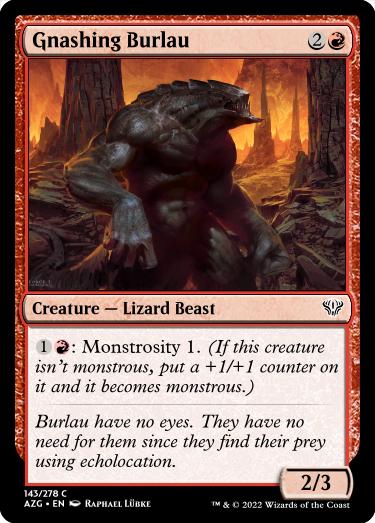 Gnashing Burlau 2
Creature — Lizard Beast
1 : Monstrosity 1. (If this creature
isn't monstrous, put a +1/+1 counter on
it and it becomes monstrous.)
Burlau have no eyes. They have no
need for them since they find their prey
using echolocation.
2/3
143/278 C
AZG • EN Raphael Lübke
™ & © 2022 Wizards of the Coast